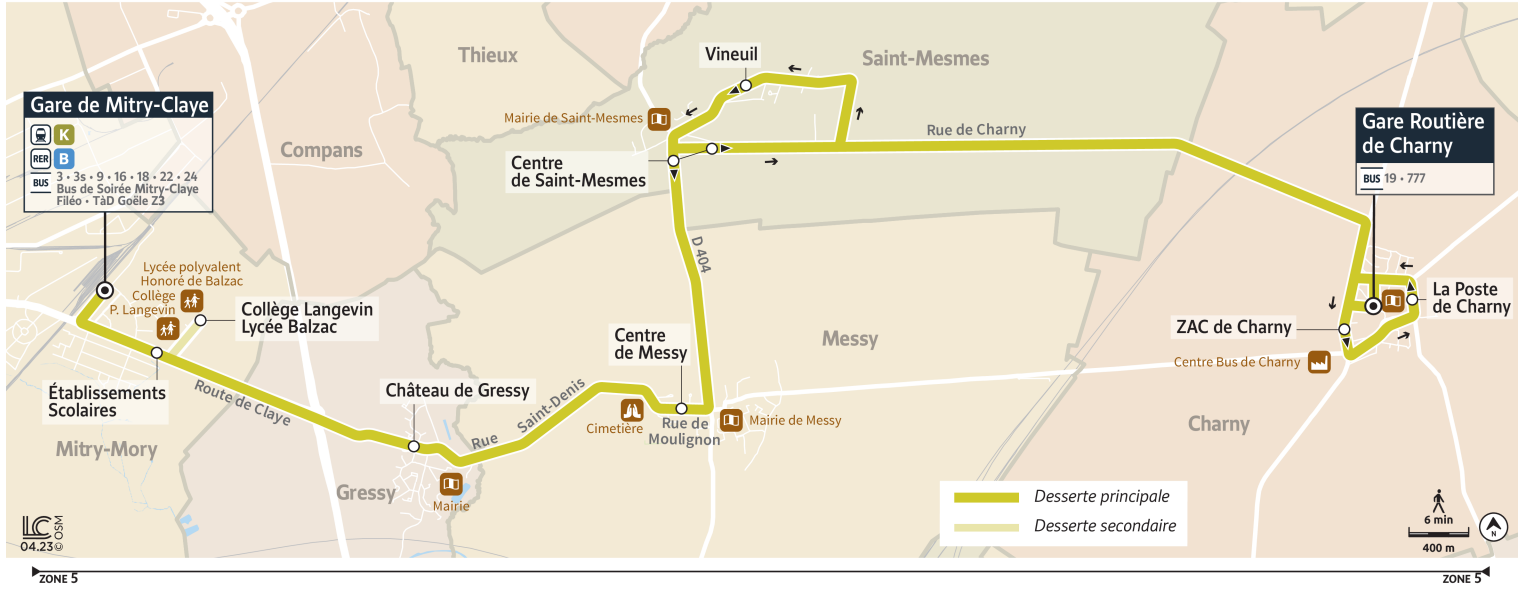 Thieux
Vineuil
Saint-Mesmes
Gare de Mitry-Claye
K
RER B
BUS 3 • 3s • 9 • 16 • 18 • 22 • 24
Bus de Soirée Mitry-Claye
Filéo • TàD Goële Z3
Mairie de Saint-Mesmes
Compans
Rue de Charny
Gare Routière
de Charny
BUS 19 • 777
Centre
de Saint-Mesmes
D 404
Lycée polyvalent
Honoré de Balzac
Collège
P. Langevin
Collège Langevin
Lycée Balzac
La Poste
de Charny
ZAC de Charny
Centre
de Messy
Messy
Centre Bus de Charny
Établissements
Scolaires
Route de Claye
Château de Gressy
Rue Saint-Denis
Cimetière
Rue de
Moulignon
Mairie de Messy
Charny
Mitry-Mory
Gressy
Mairie
Desserte principale
Desserte secondaire
6 min
400 m
N
LC
04.23 © OSM
ZONE 5
ZONE 5